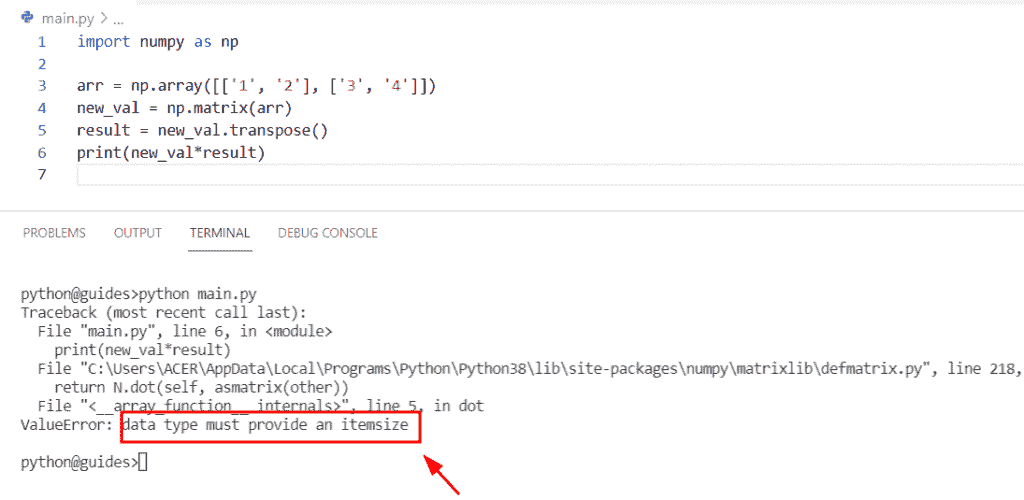 main.py > ...
1 import numpy as np
2
3 arr = np.array([['1', '2'], ['3', '4']])
4 new_val = np.matrix(arr)
5 result = new_val.transpose()
6 print(new_val*result)
7
PROBLEMS OUTPUT TERMINAL DEBUG CONSOLE
python@guides>python main.py
Traceback (most recent call last):
  File "main.py", line 6, in <module>
    print(new_val*result)
  File "C:\Users\ACER\AppData\Local\Programs\Python\Python38\lib\site-packages\numpy\matrixlib\defmatrix.py", line 218,
    return N.dot(self, asmatrix(other))
  File "<__array_function__ internals>", line 5, in dot
ValueError: data type must provide an itemsize
python@guides>